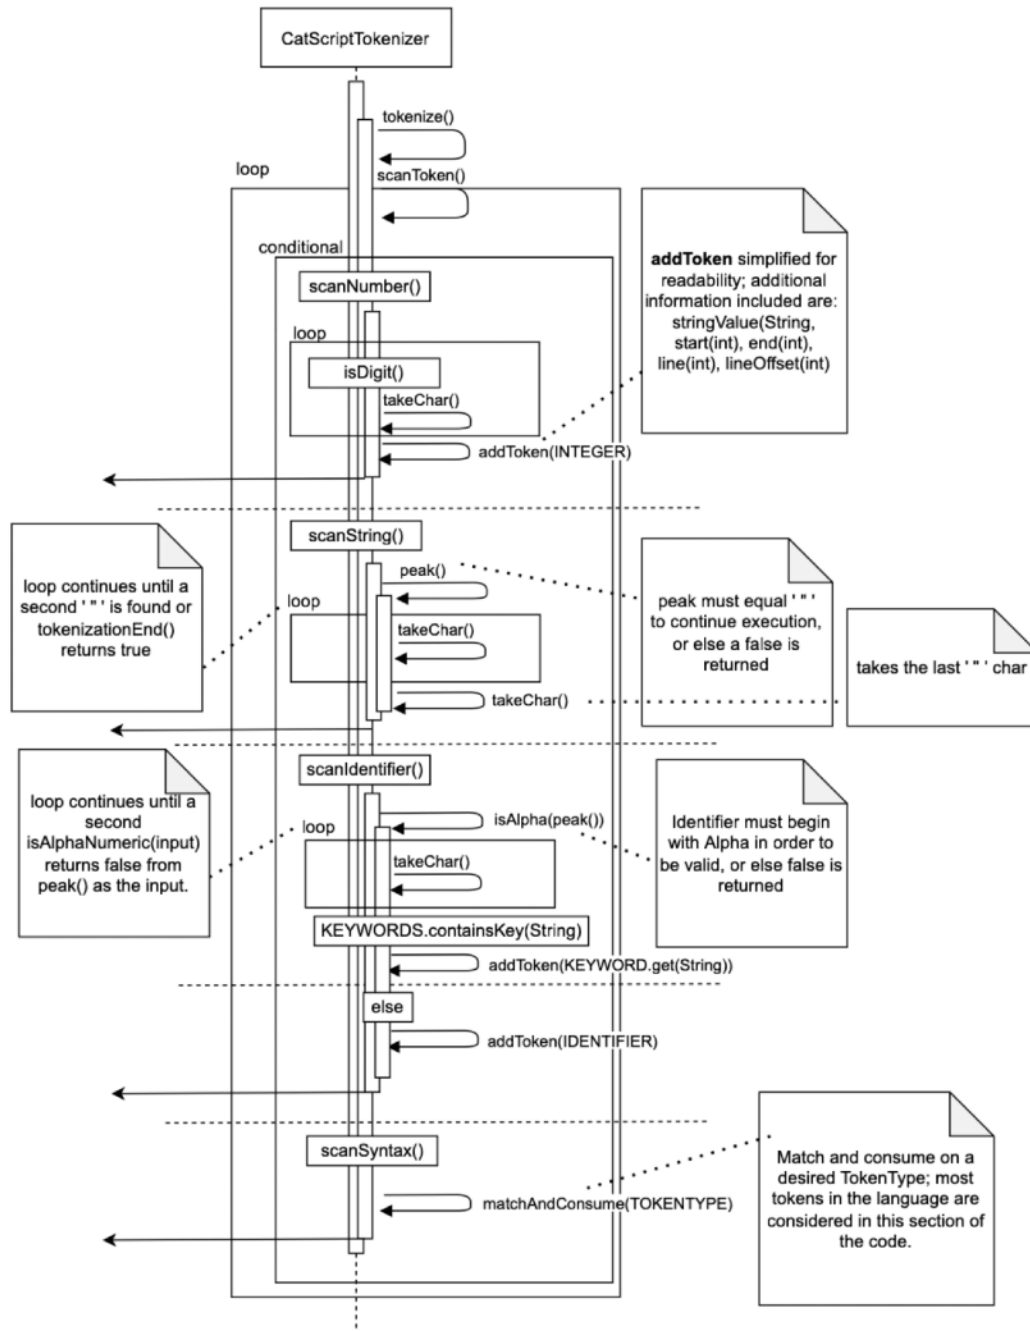 CatScriptTokenizer
tokenize()
loop
scanToken()
conditional
scanNumber()
loop
isDigit()
takeChar()
addToken(INTEGER)
addToken simplified for
readability; additional
information included are:
stringValue(String,
start(int), end(int),
line(int), lineOffset(int)
scanString()
peak()
loop
takeChar()
takeChar()
loop continues until a
second ' " ' is found or
tokenizationEnd()
returns true
peak must equal ' " '
to continue execution,
or else a false is
returned
takes the last ' " ' char
scanIdentifier()
isAlpha(peak())
loop
takeChar()
KEYWORDS.containsKey(String)
addToken(KEYWORD.get(String))
else
addToken(IDENTIFIER)
loop continues until a
second
isAlphaNumeric(input)
returns false from
peak() as the input.
Identifier must begin
with Alpha in order to
be valid, or else false is
returned
scanSyntax()
matchAndConsume(TOKENTYPE)
Match and consume on a
desired TokenType; most
tokens in the language are
considered in this section of
the code.